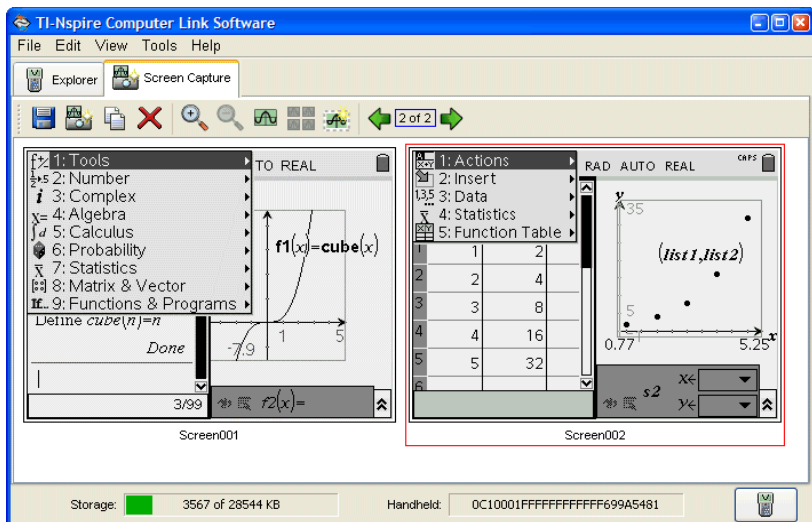 TI-Nspire Computer Link Software
File Edit View Tools Help
Explorer Screen Capture
2 of 2
1: Tools
2: Number
3: Complex
4: Algebra
5: Calculus
6: Probability
7: Statistics
8: Matrix & Vector
9: Functions & Programs
TO REAL
f1(x)=cube(x)
1 5
-7.9
Define cube(n)=n
Done
3/99
f2(x)=
Screen001
1: Actions
2: Insert
3: Data
4: Statistics
5: Function Table
RAD AUTO REAL
CAPS
1 1 2
2 2 4
3 3 8
4 4 16
5 5 32
6
y
35
(list1,list2)
5
1
x
0.77 5.25
s2
x←
y←
Screen002
Storage: 3567 of 28544 KB
Handheld: 0C10001FFFFFFFFFFFF699A5481